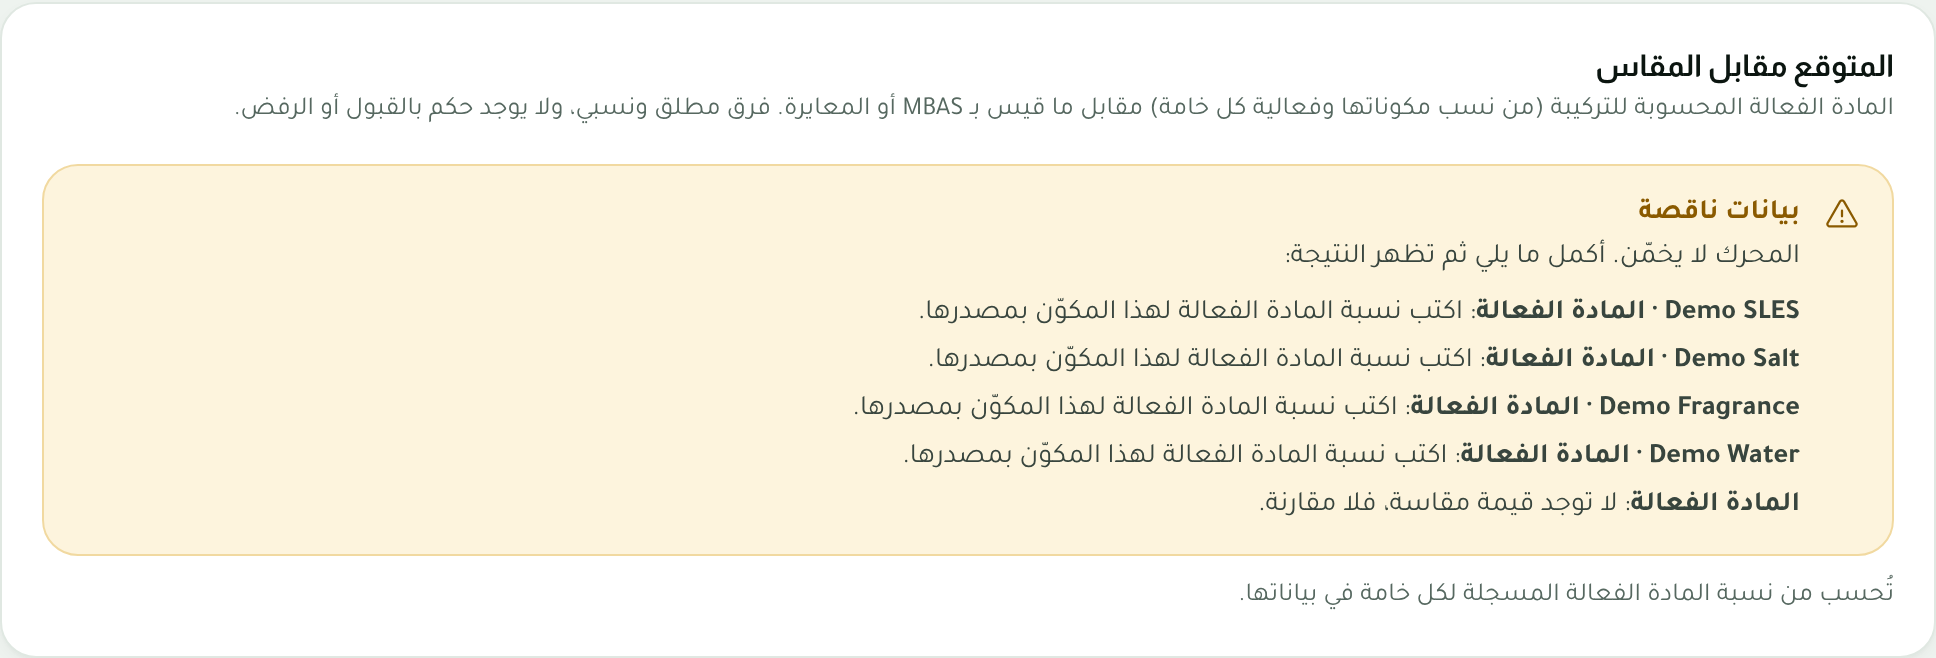 المتوقع مقابل المقاس
المادة الفعالة المحسوبة للتركيبة (من نسب مكوناتها وفعالية كل خامة) مقابل ما قيس بـ MBAS أو المعايرة. فرق مطلق ونسبي، ولا يوجد حكم بالقبول أو الرفض.
بيانات ناقصة
المحرك لا يخمّن. أكمل ما يلي ثم تظهر النتيجة:
Demo SLES · المادة الفعالة: اكتب نسبة المادة الفعالة لهذا المكوّن بمصدرها.
Demo Salt · المادة الفعالة: اكتب نسبة المادة الفعالة لهذا المكوّن بمصدرها.
Demo Fragrance · المادة الفعالة: اكتب نسبة المادة الفعالة لهذا المكوّن بمصدرها.
Demo Water · المادة الفعالة: اكتب نسبة المادة الفعالة لهذا المكوّن بمصدرها.
المادة الفعالة: لا توجد قيمة مقاسة، فلا مقارنة.
تُحسب من نسبة المادة الفعالة المسجلة لكل خامة في بياناتها.